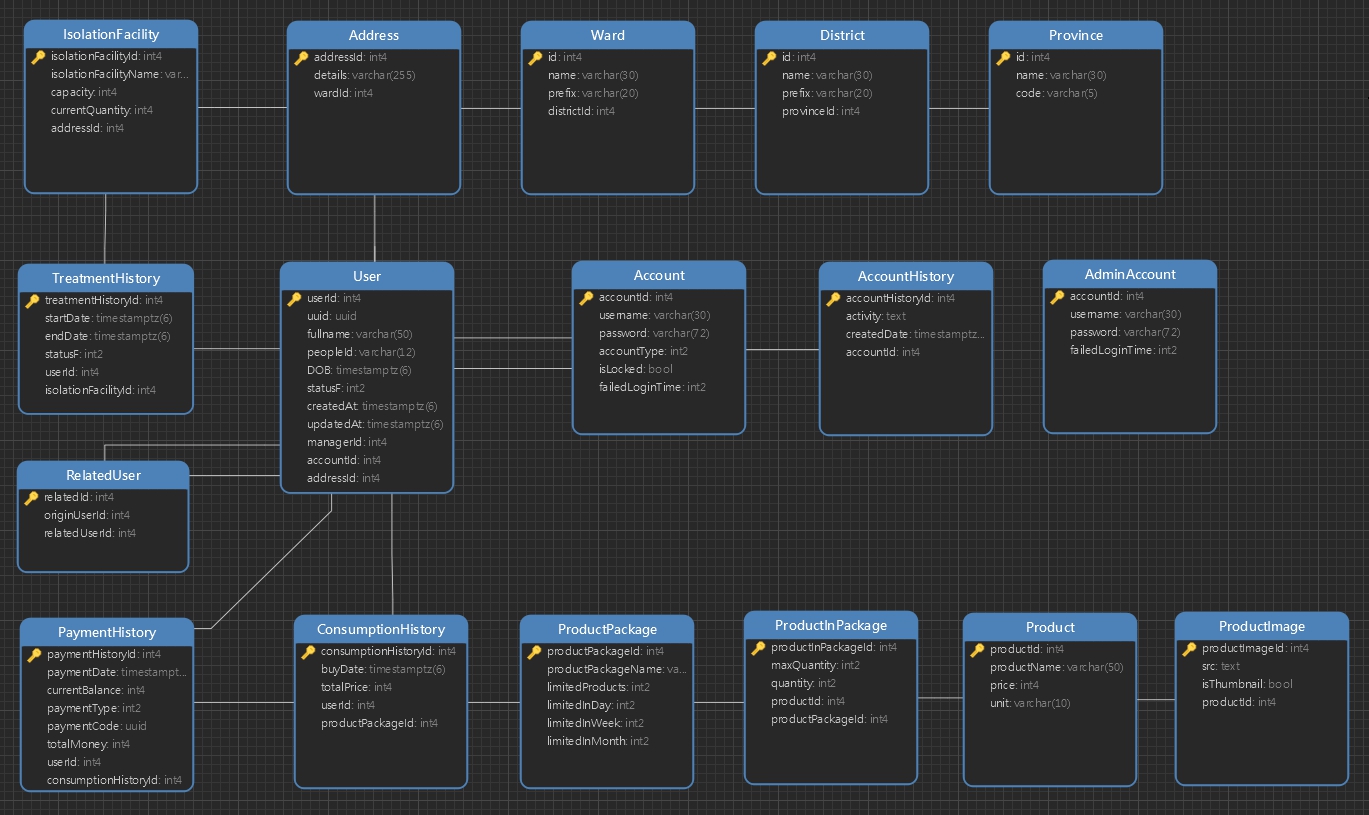 IsolationFacility
isolationFacilityId: int4
isolationFacilityName: var...
capacity: int4
currentQuantity: int4
addressId: int4
Address
addressId: int4
details: varchar(255)
wardId: int4
Ward
id: int4
name: varchar(30)
prefix: varchar(20)
districtId: int4
District
id: int4
name: varchar(30)
prefix: varchar(20)
provinceId: int4
Province
id: int4
name: varchar(30)
code: varchar(5)
TreatmentHistory
treatmentHistoryId: int4
startDate: timestamptz(6)
endDate: timestamptz(6)
statusF: int2
userId: int4
isolationFacilityId: int4
User
userId: int4
uuid: uuid
fullname: varchar(50)
peopleId: varchar(12)
DOB: timestamptz(6)
statusF: int2
createdAt: timestamptz(6)
updatedAt: timestamptz(6)
managerId: int4
accountId: int4
addressId: int4
Account
accountId: int4
username: varchar(30)
password: varchar(72)
accountType: int2
isLocked: bool
failedLoginTime: int2
AccountHistory
accountHistoryId: int4
activity: text
createdDate: timestamptz...
accountId: int4
AdminAccount
accountId: int4
username: varchar(30)
password: varchar(72)
failedLoginTime: int2
RelatedUser
relatedId: int4
originUserId: int4
relatedUserId: int4
PaymentHistory
paymentHistoryId: int4
paymentDate: timestampt...
currentBalance: int4
paymentType: int2
paymentCode: uuid
totalMoney: int4
userId: int4
consumptionHistoryId: int4
ConsumptionHistory
consumptionHistoryId: int4
buyDate: timestamptz(6)
totalPrice: int4
userId: int4
productPackageId: int4
ProductPackage
productPackageId: int4
productPackageName: va...
limitedProducts: int2
limitedInDay: int2
limitedInWeek: int2
limitedInMonth: int2
ProductInPackage
productInPackageId: int4
maxQuantity: int2
quantity: int2
productId: int4
productPackageId: int4
Product
productId: int4
productName: varchar(50)
price: int4
unit: varchar(10)
ProductImage
productImageId: int4
src: text
isThumbnail: bool
productId: int4